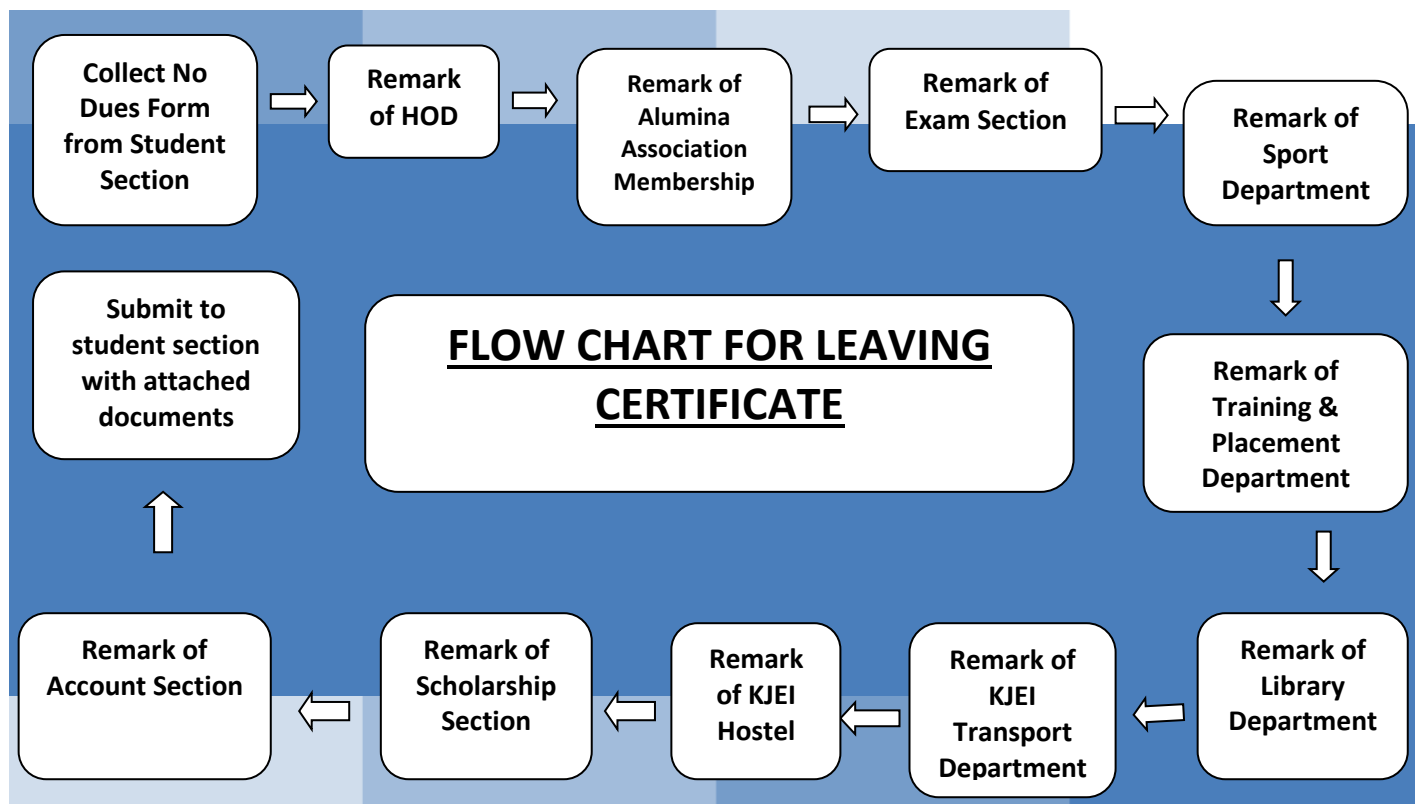 Collect No
Dues Form
from Student
Section
Remark
of HOD
Remark of
Alumina
Association
Membership
Remark of
Exam Section
Remark of
Sport
Department
Remark of
Training &
Placement
Department
Remark of
Library
Department
Remark of
KJEI
Transport
Department
Remark
of KJEI
Hostel
Remark of
Scholarship
Section
Remark of
Account Section
Submit to
student section
with attached
documents
FLOW CHART FOR LEAVING
CERTIFICATE